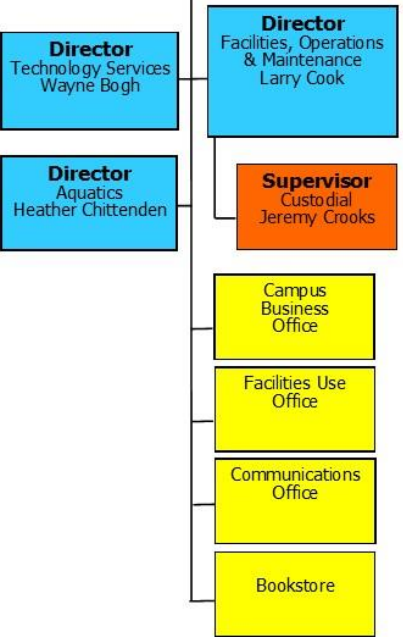 Director
Technology Services
Wayne Bogh
Director
Facilities, Operations
& Maintenance
Larry Cook
Director
Aquatics
Heather Chittenden
Supervisor
Custodial
Jeremy Crooks
Campus
Business
Office
Facilities Use
Office
Communications
Office
Bookstore